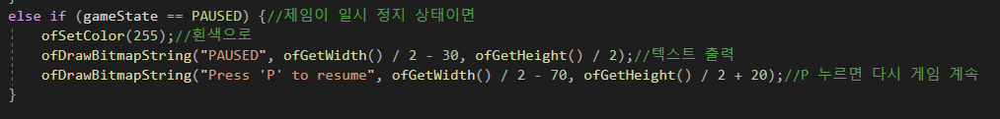 else if (gameState == PAUSED) {//제임이 일시 정지 상태이면
ofSetColor(255);//흰색으로
ofDrawBitmapString("PAUSED", ofGetWidth() / 2 - 30, ofGetHeight() / 2);//텍스트 출력
ofDrawBitmapString("Press 'P' to resume", ofGetWidth() / 2 - 70, ofGetHeight() / 2 + 20);//P 누르면 다시 게임 계속
}